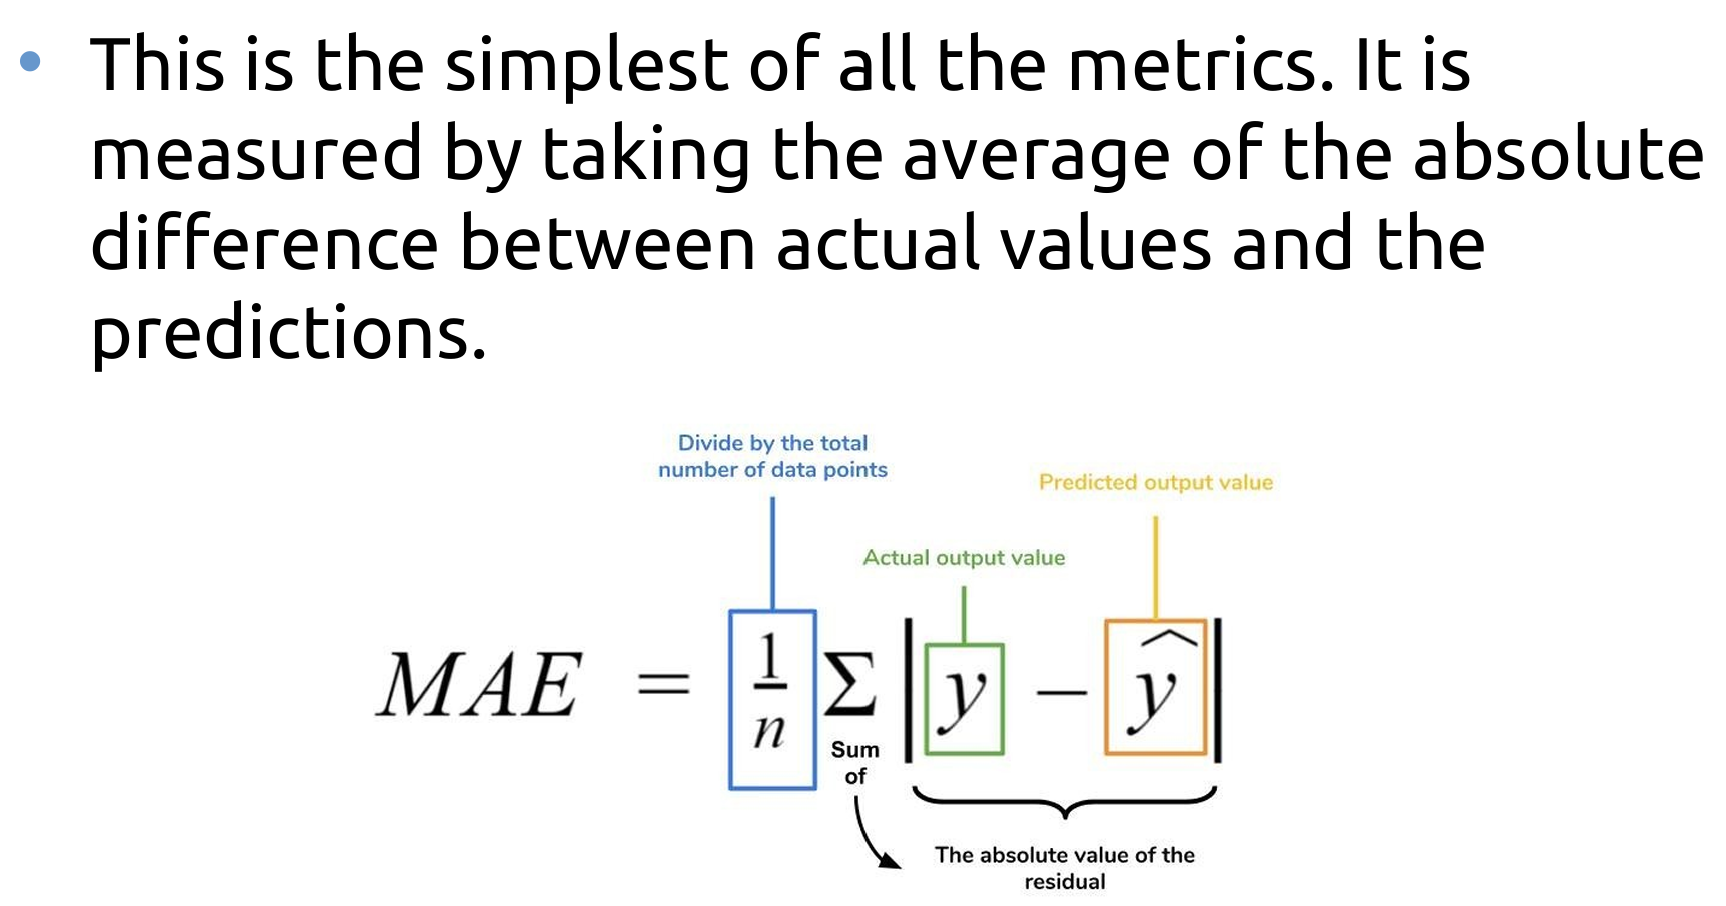 • This is the simplest of all the metrics. It is
measured by taking the average of the absolute
difference between actual values and the
predictions.
Divide by the total
number of data points
Predicted output value
Actual output value
MAE = 1/n Σ |y − ŷ|
Sum
of
The absolute value of the
residual